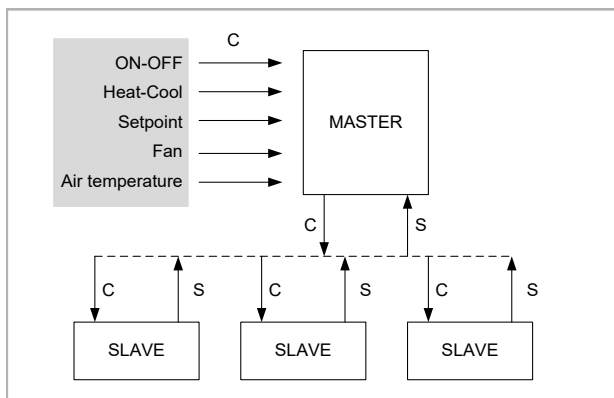 C
ON-OFF
Heat-Cool
Setpoint
Fan
Air temperature
MASTER
C S
C S C S C S
SLAVE SLAVE SLAVE